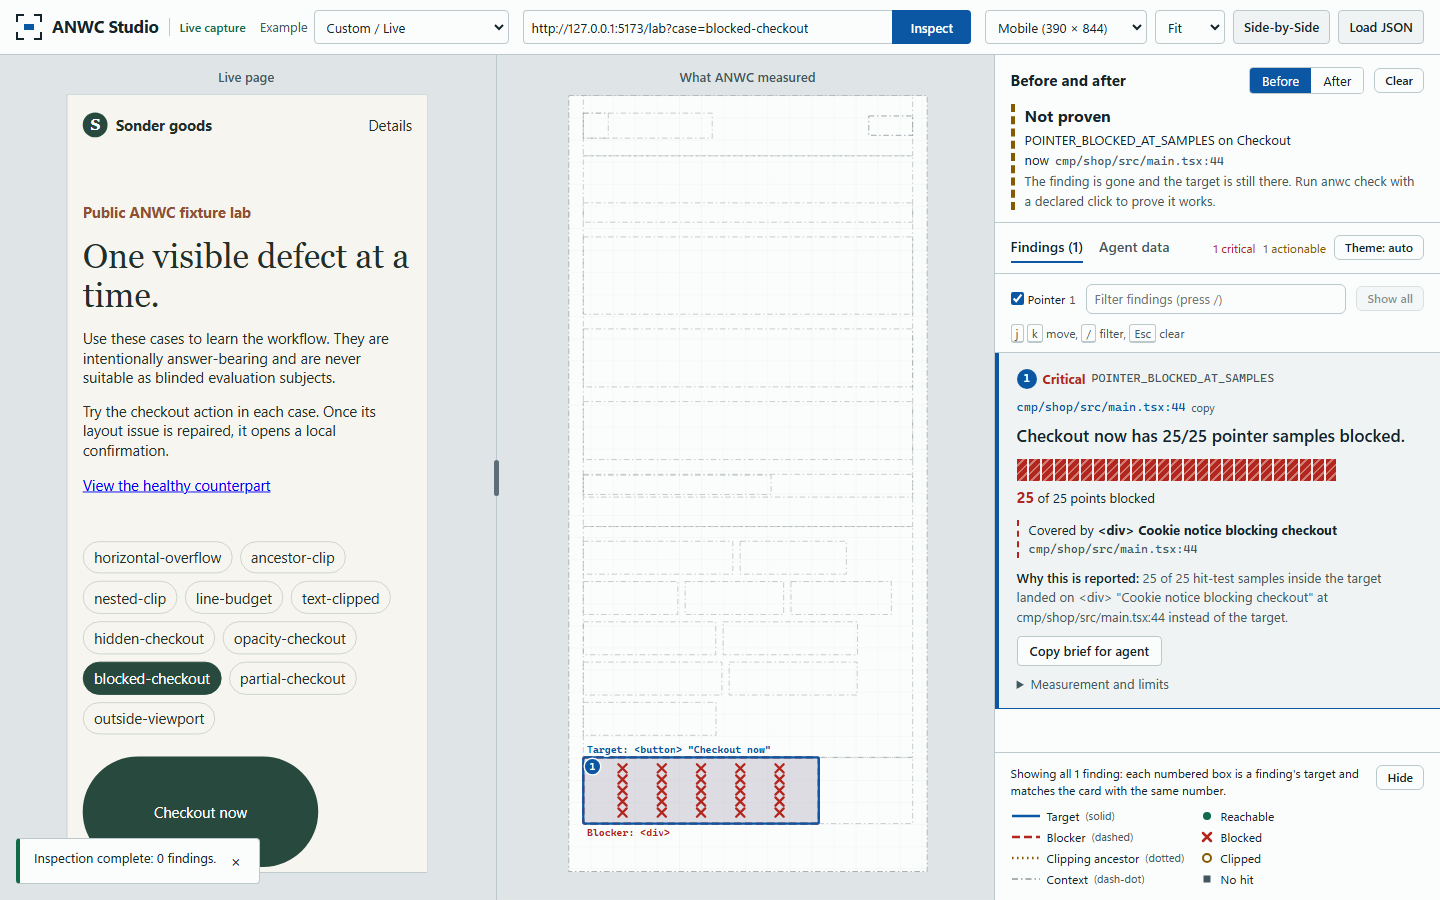 ANWC Studio
Live capture
Example
Custom / Live
http://127.0.0.1:5173/lab?case=blocked-checkout
Inspect
Mobile (390 × 844)
Fit
Side-by-Side
Load JSON
Live page
S Sonder goods
Details
Public ANWC fixture lab
One visible defect at a
time.
Use these cases to learn the workflow. They are
intentionally answer-bearing and are never
suitable as blinded evaluation subjects.
Try the checkout action in each case. Once its
layout issue is repaired, it opens a local
confirmation.
View the healthy counterpart
horizontal-overflow
ancestor-clip
nested-clip
line-budget
text-clipped
hidden-checkout
opacity-checkout
blocked-checkout
partial-checkout
outside-viewport
Checkout now
Inspection complete: 0 findings. ×
What ANWC measured
Target: <button> "Checkout now"
1
Blocker: <div>
Before and after
Before
After
Clear
Not proven
POINTER_BLOCKED_AT_SAMPLES on Checkout
now cmp/shop/src/main.tsx:44
The finding is gone and the target is still there. Run anwc check with
a declared click to prove it works.
Findings (1)
Agent data
1 critical
1 actionable
Theme: auto
Pointer 1
Filter findings (press /)
Show all
j k move, / filter, Esc clear
1 Critical POINTER_BLOCKED_AT_SAMPLES
cmp/shop/src/main.tsx:44 copy
Checkout now has 25/25 pointer samples blocked.
25 of 25 points blocked
Covered by <div> Cookie notice blocking checkout
cmp/shop/src/main.tsx:44
Why this is reported: 25 of 25 hit-test samples inside the target
landed on <div> "Cookie notice blocking checkout" at
cmp/shop/src/main.tsx:44 instead of the target.
Copy brief for agent
Measurement and limits
Showing all 1 finding: each numbered box is a finding's target and
matches the card with the same number.
Hide
Target (solid)
Reachable
Blocker (dashed)
Blocked
Clipping ancestor (dotted)
Clipped
Context (dash-dot)
No hit